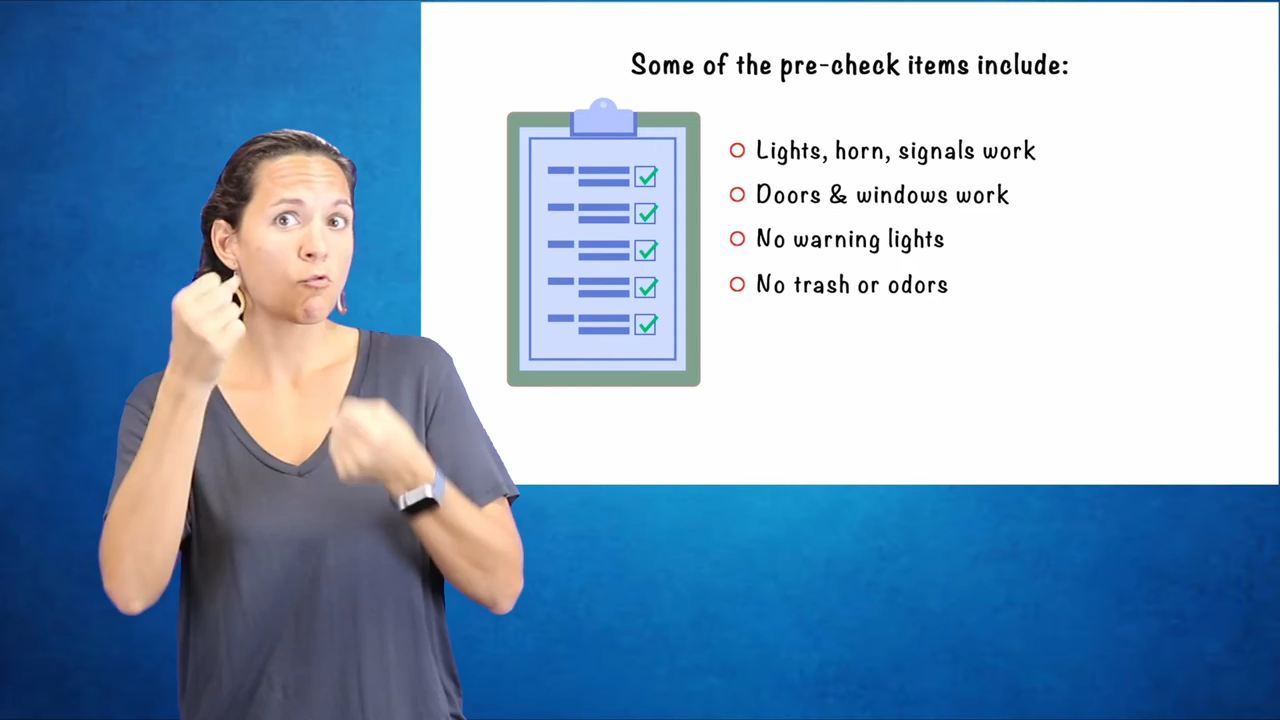 Some of the pre-check items include:
Lights, horn, signals work
Doors & windows work
No warning lights
No trash or odors